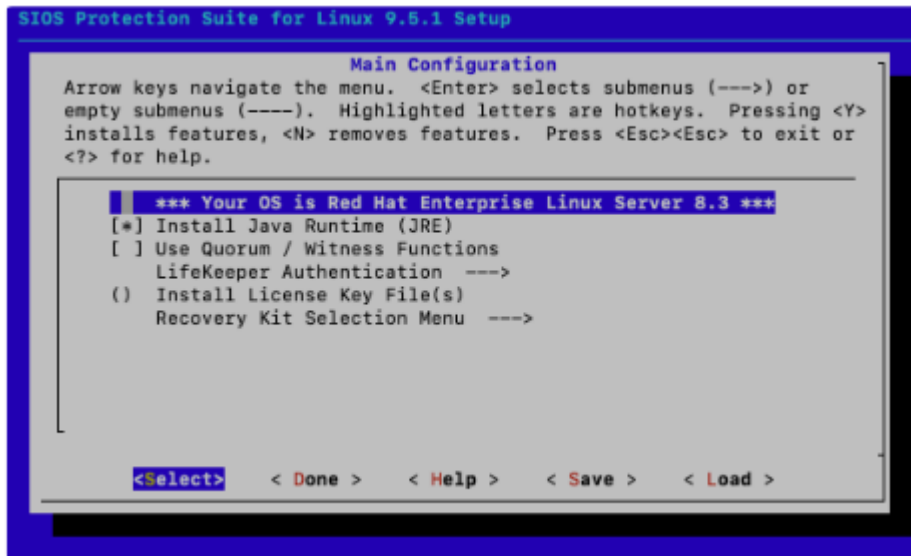 SIOS Protection Suite for Linux 9.5.1 Setup
Main Configuration
Arrow keys navigate the menu.  <Enter> selects submenus (--->) or
empty submenus (----).  Highlighted letters are hotkeys.  Pressing <Y>
installs features, <N> removes features.  Press <Esc><Esc> to exit or
<?> for help.
*** Your OS is Red Hat Enterprise Linux Server 8.3 ***
[*] Install Java Runtime (JRE)
[ ] Use Quorum / Witness Functions
LifeKeeper Authentication  --->
()  Install License Key File(s)
Recovery Kit Selection Menu  --->
<Select>    < Done >    < Help >    < Save >    < Load >